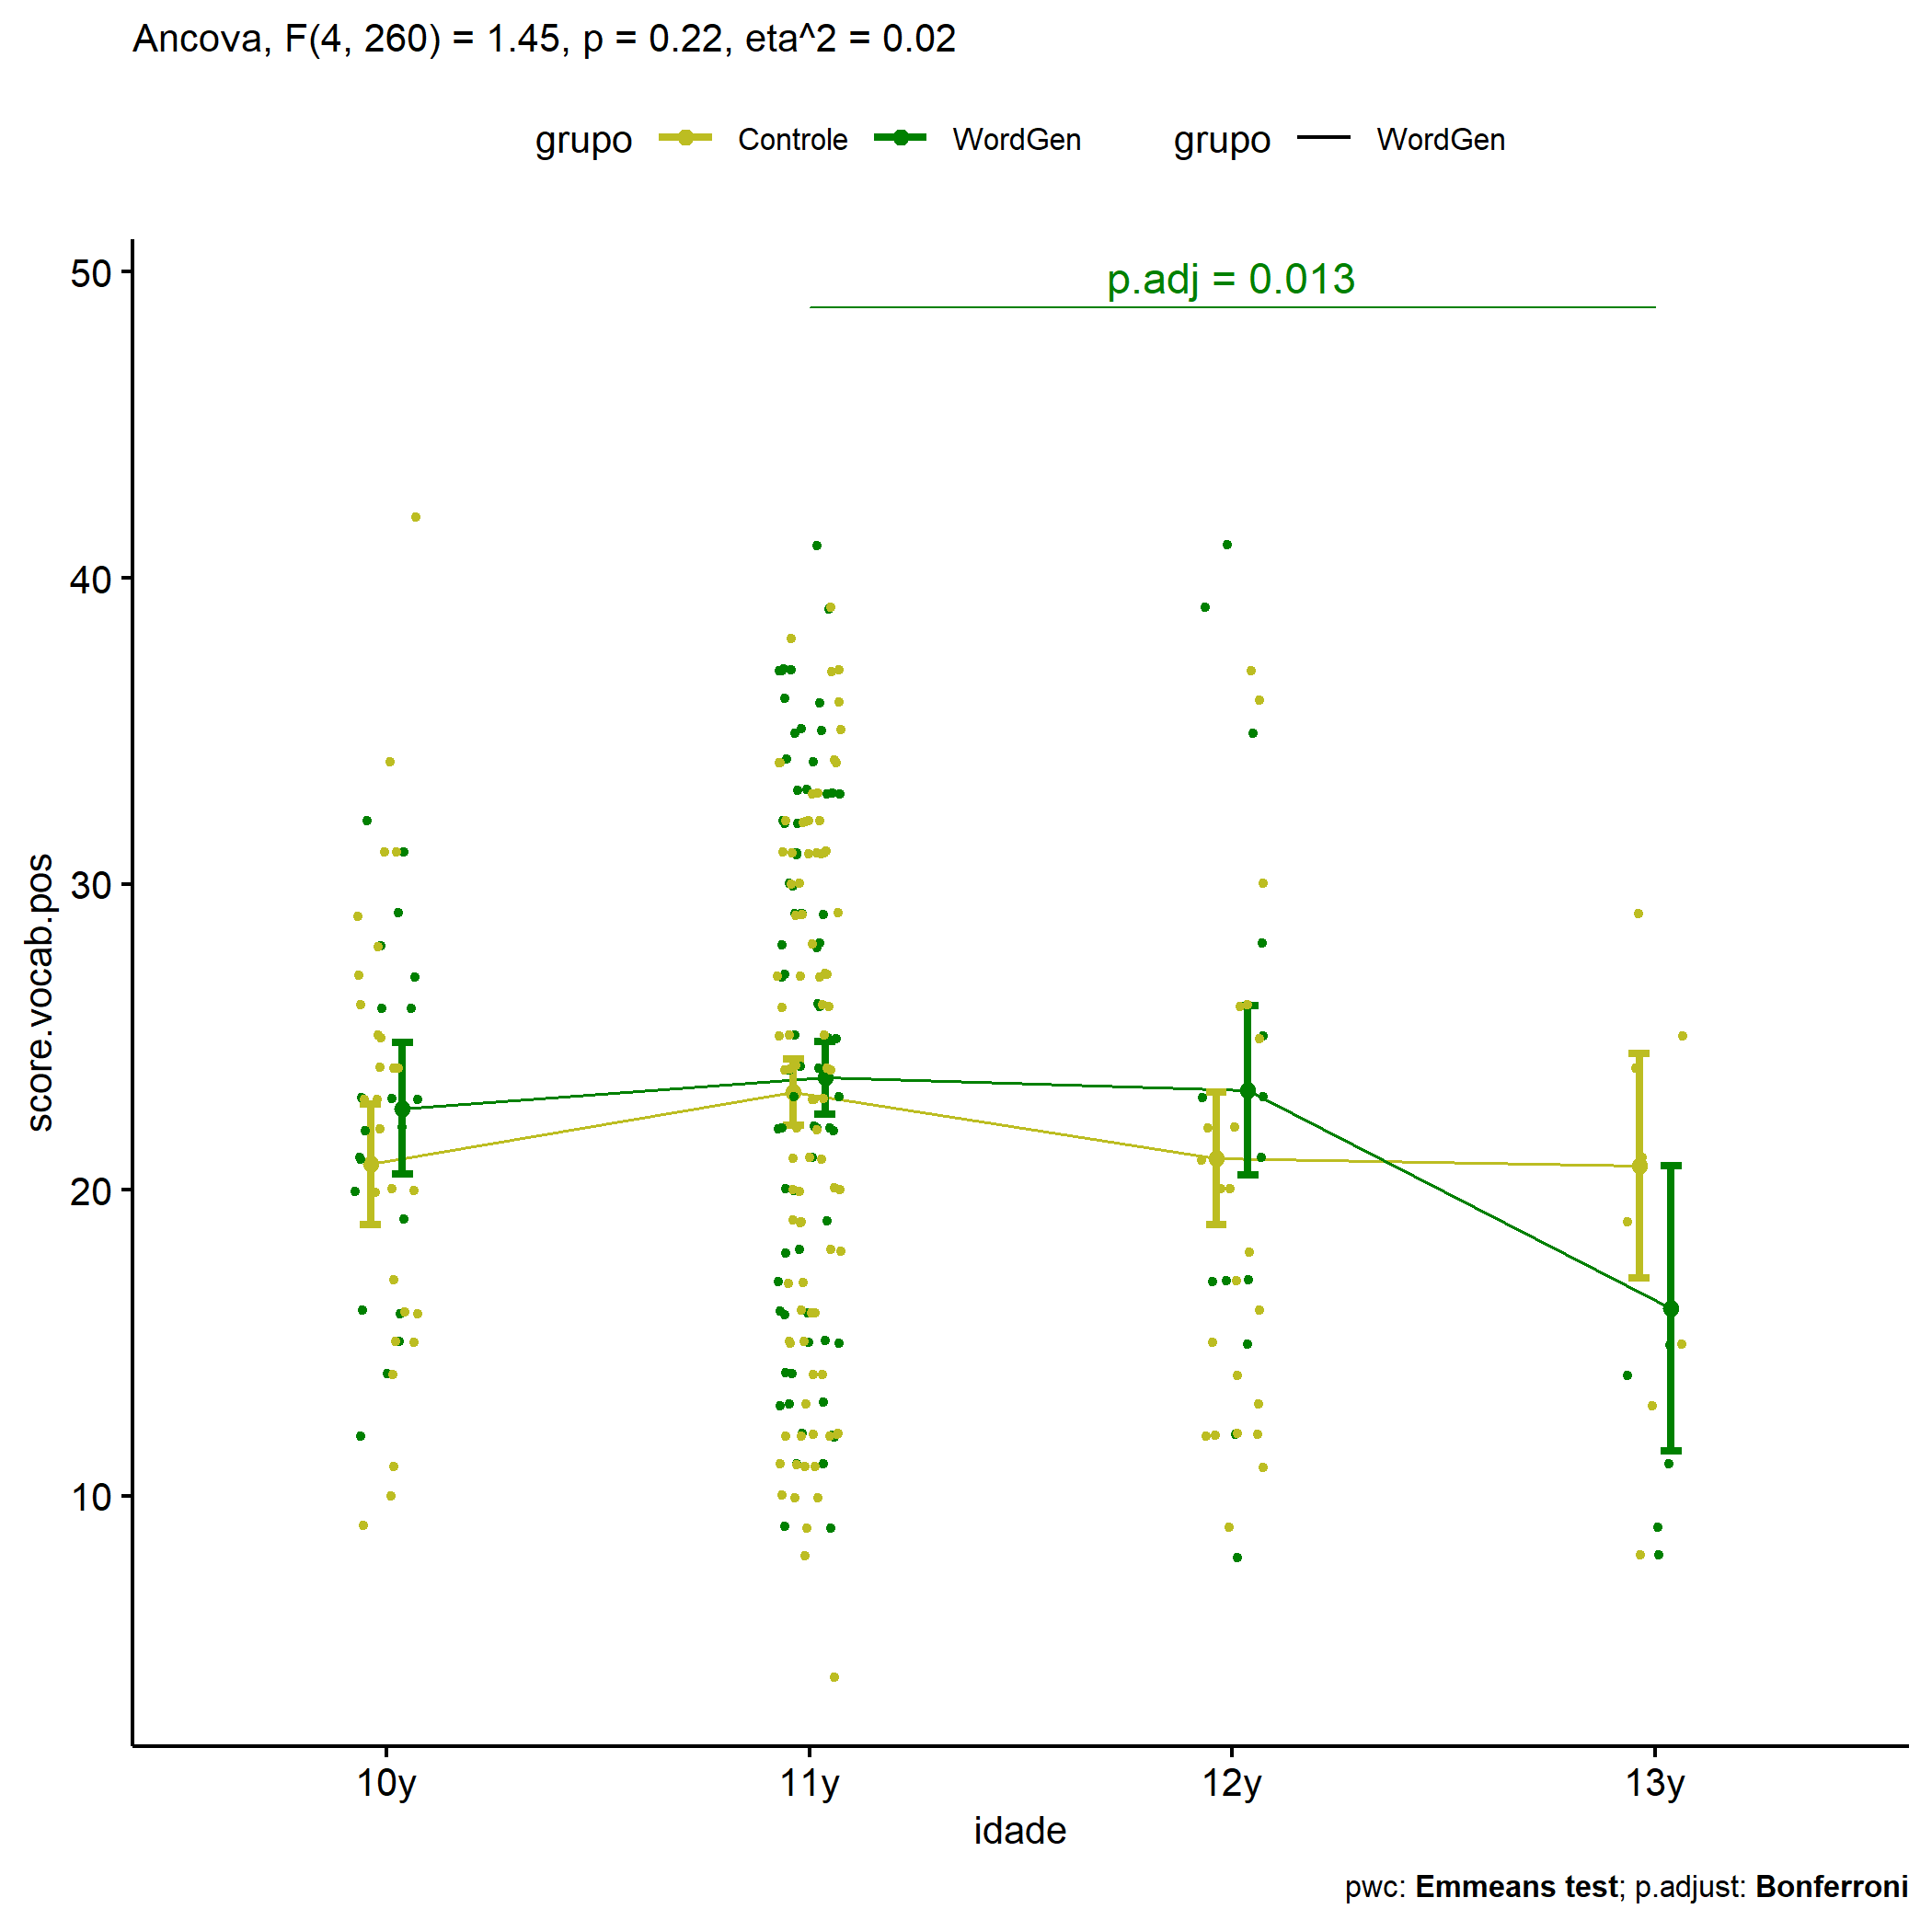 Ancova, F(4, 260) = 1.45, p = 0.22, eta^2 = 0.02
grupo Controle WordGen grupo WordGen
p.adj = 0.013
50
40
30
20
10
score.vocab.pos
10y 11y 12y 13y
idade
pwc: Emmeans test; p.adjust: Bonferroni